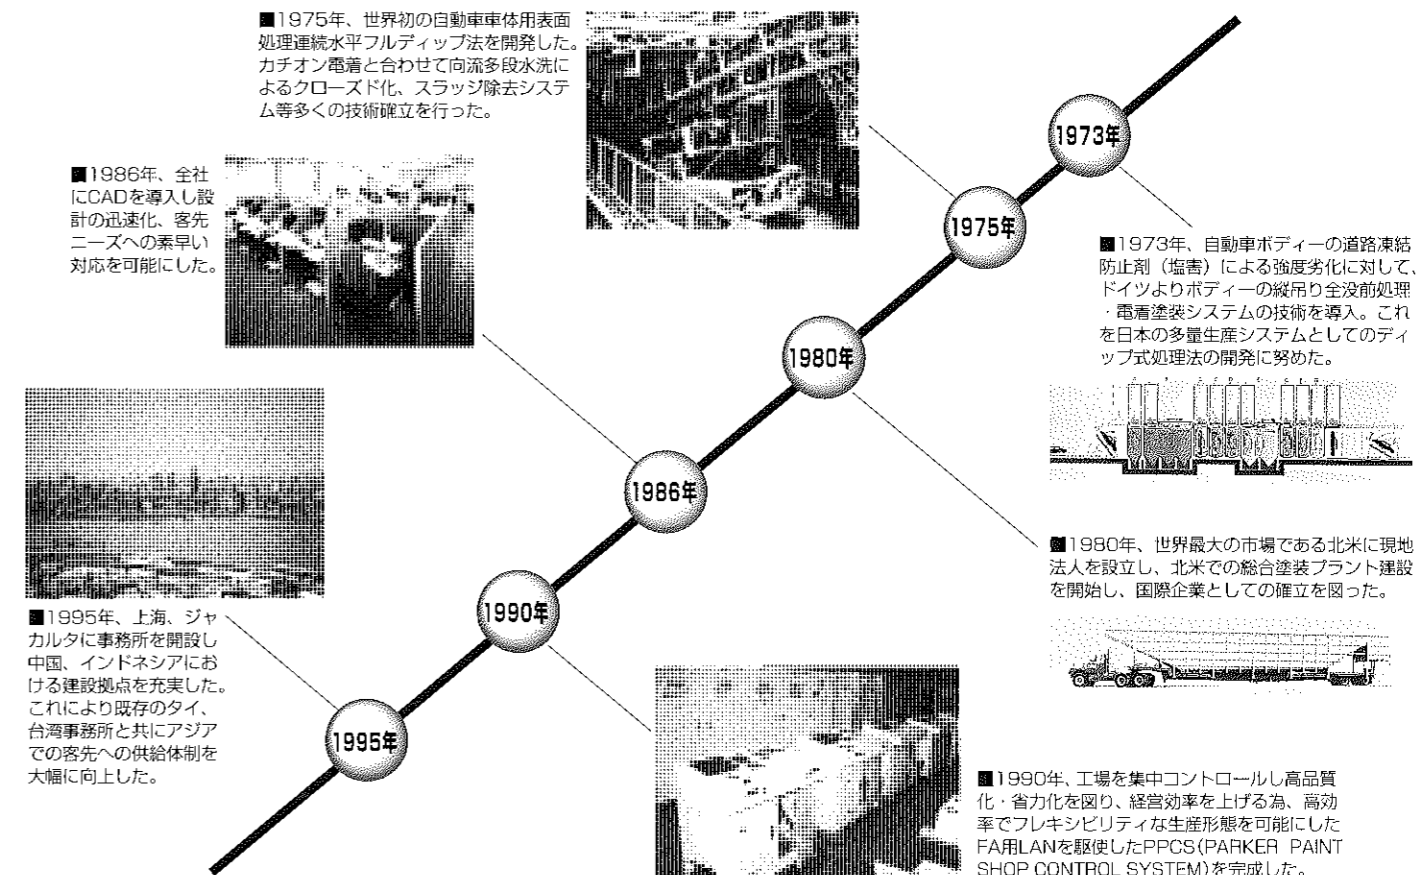 ■1975年、世界初の自動車車体用表面
処理連続水平フルディップ法を開発した。
カチオン電着と合わせて向流多段水洗に
よるクローズド化、スラッジ除去システ
ム等多くの技術確立を行った。
1973年
■1986年、全社
にCADを導入し設
計の迅速化、客先
ニーズへの素早い
対応を可能にした。
1975年
■1973年、自動車ボディーの道路凍結
防止剤（塩害）による強度劣化に対して、
ドイツよりボディーの縦吊り全没前処理
・電着塗装システムの技術を導入。これ
を日本の多量生産システムとしてのディ
ップ式処理法の開発に努めた。
1980年
1986年
■1980年、世界最大の市場である北米に現地
法人を設立し、北米での総合塗装プラント建設
を開始し、国際企業としての確立を図った。
1990年
■1995年、上海、ジャ
カルタに事務所を開設し
中国、インドネシアにお
ける建設拠点を充実した。
これにより既存のタイ、
台湾事務所と共にアジア
での客先への供給体制を
大幅に向上した。
1995年
■1990年、工場を集中コントロールし高品質
化・省力化を図り、経営効率を上げる為、高効
率でフレキシビリティな生産形態を可能にした
FA用LANを駆使したPPCS(PARKER PAINT
SHOP CONTROL SYSTEM)を完成した。